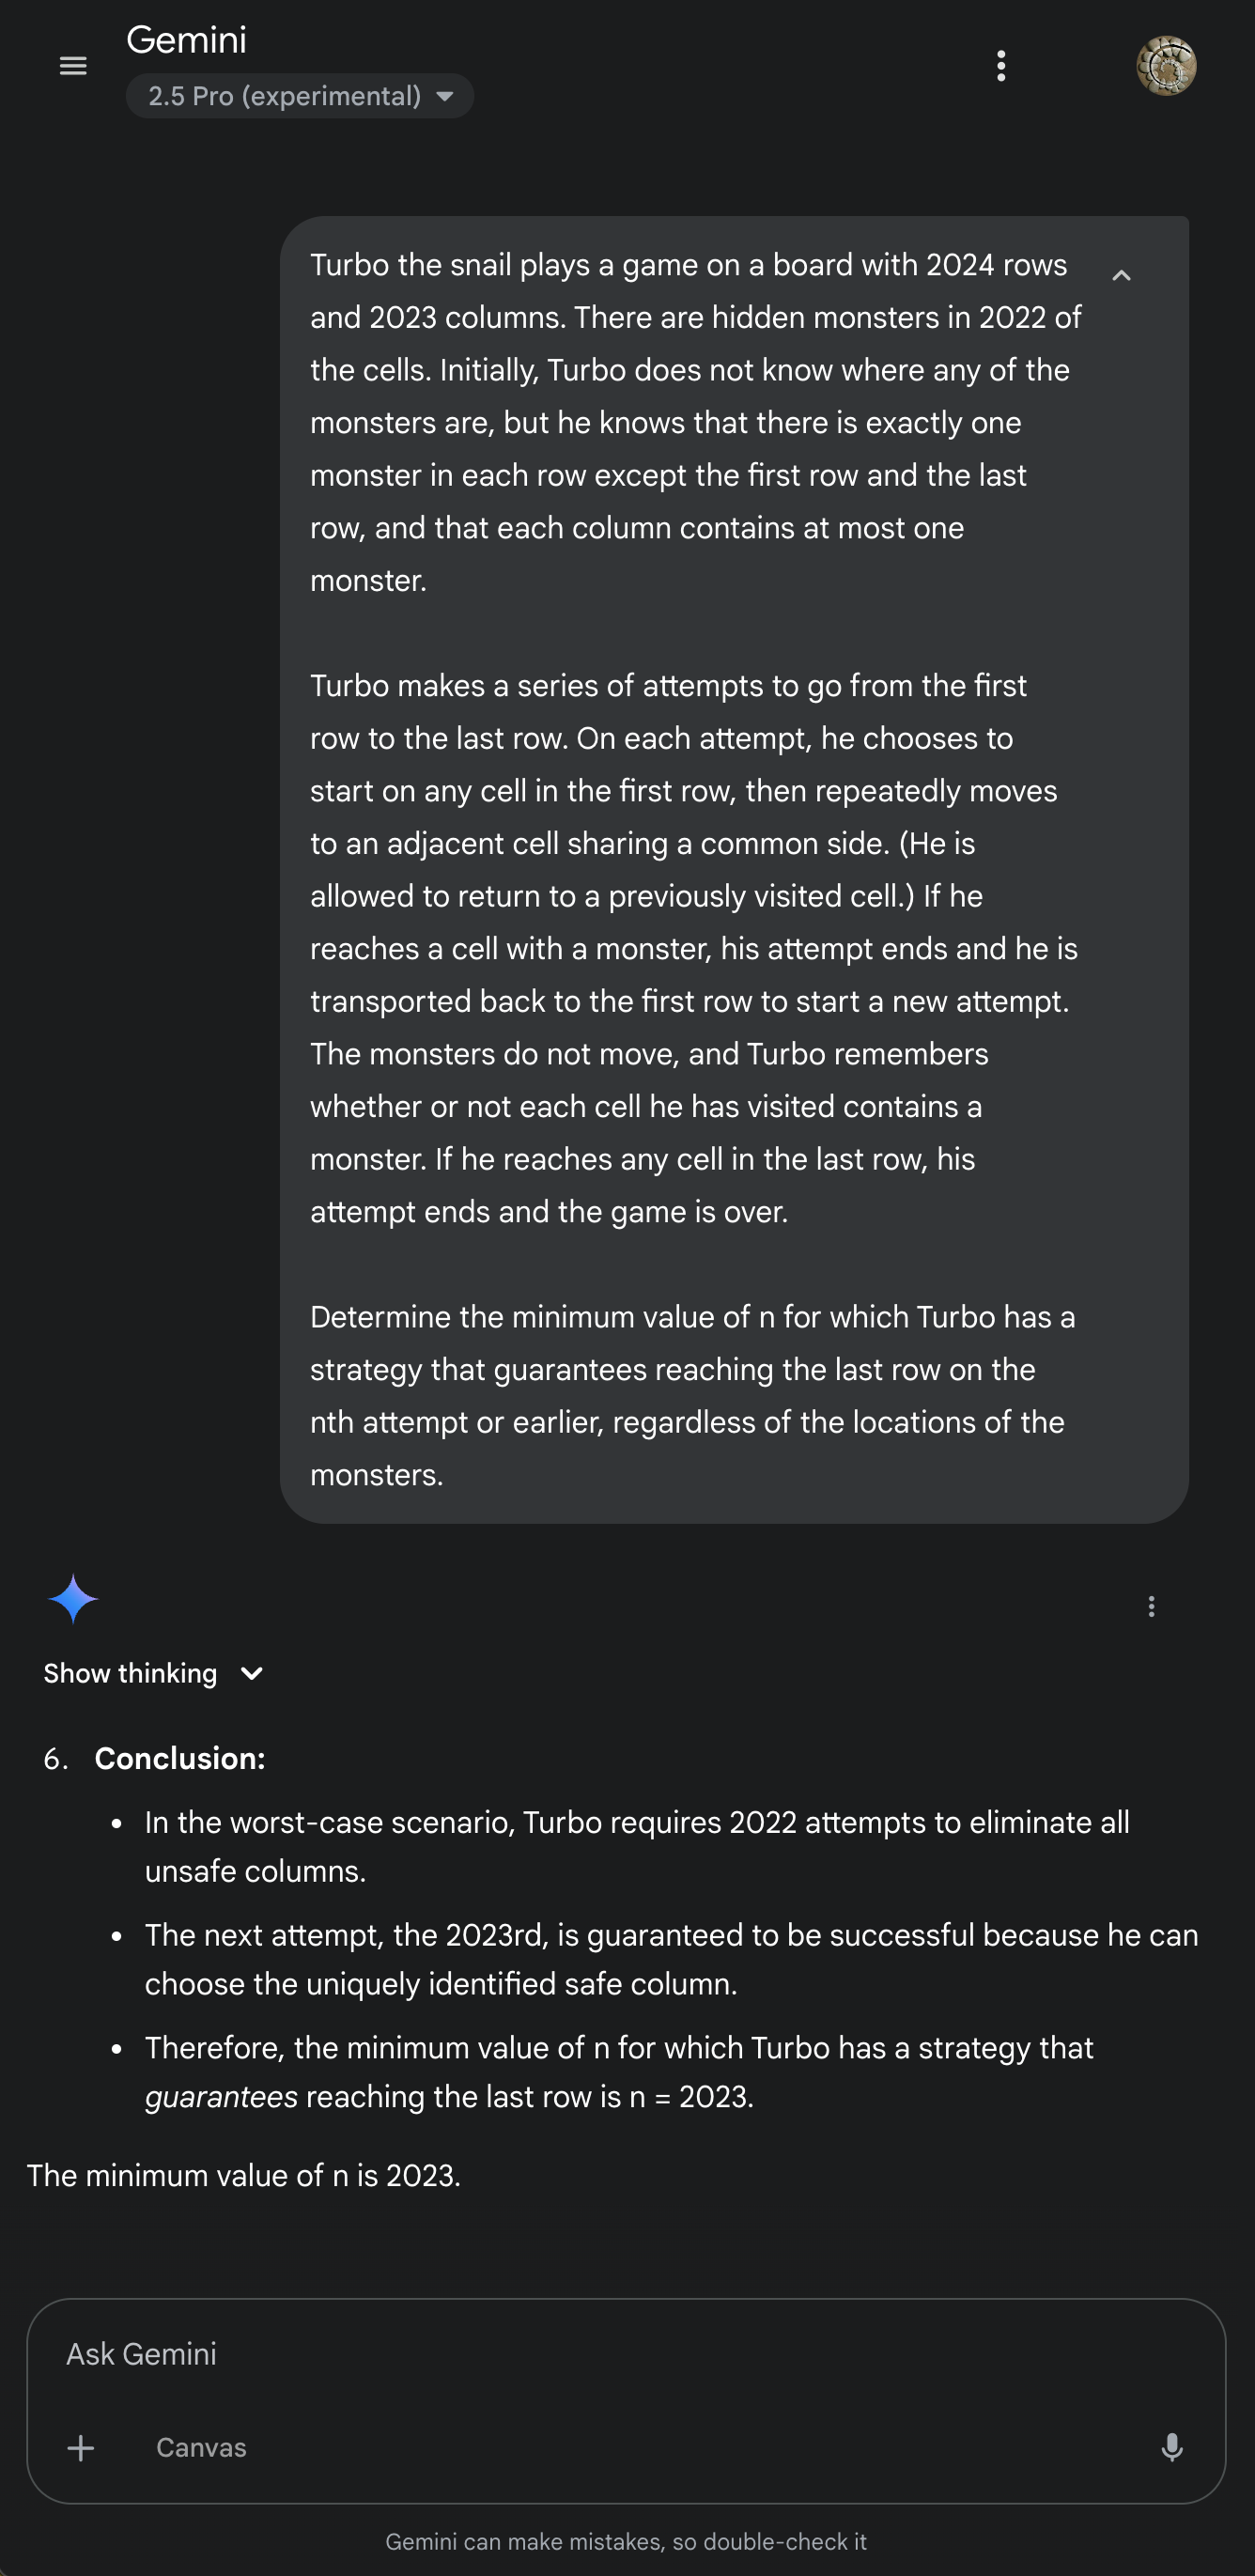 Gemini
2.5 Pro (experimental)
Turbo the snail plays a game on a board with 2024 rows
and 2023 columns. There are hidden monsters in 2022 of
the cells. Initially, Turbo does not know where any of the
monsters are, but he knows that there is exactly one
monster in each row except the first row and the last
row, and that each column contains at most one
monster.
Turbo makes a series of attempts to go from the first
row to the last row. On each attempt, he chooses to
start on any cell in the first row, then repeatedly moves
to an adjacent cell sharing a common side. (He is
allowed to return to a previously visited cell.) If he
reaches a cell with a monster, his attempt ends and he is
transported back to the first row to start a new attempt.
The monsters do not move, and Turbo remembers
whether or not each cell he has visited contains a
monster. If he reaches any cell in the last row, his
attempt ends and the game is over.
Determine the minimum value of n for which Turbo has a
strategy that guarantees reaching the last row on the
nth attempt or earlier, regardless of the locations of the
monsters.
Show thinking
6. Conclusion:
• In the worst-case scenario, Turbo requires 2022 attempts to eliminate all
unsafe columns.
• The next attempt, the 2023rd, is guaranteed to be successful because he can
choose the uniquely identified safe column.
• Therefore, the minimum value of n for which Turbo has a strategy that
guarantees reaching the last row is n = 2023.
The minimum value of n is 2023.
Ask Gemini
Canvas
Gemini can make mistakes, so double-check it